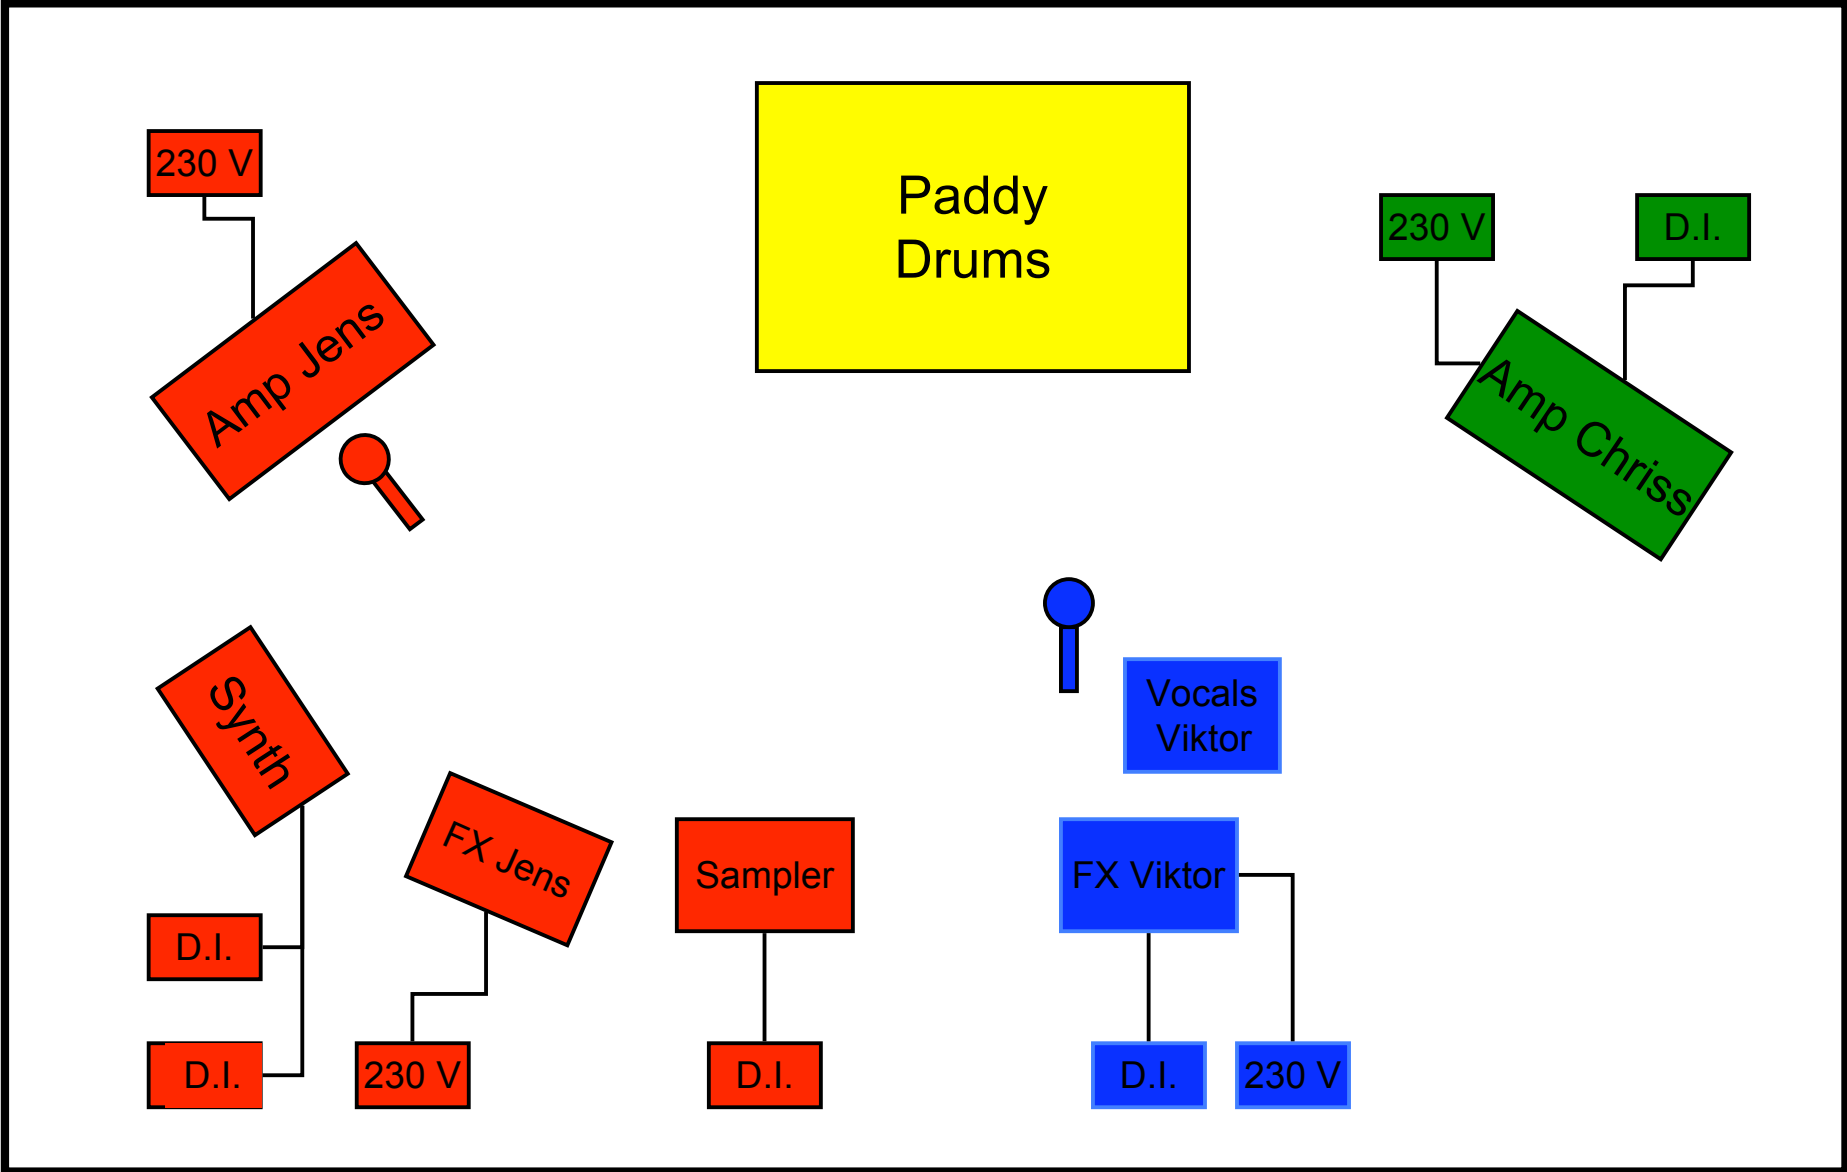 230 V
Paddy
Drums
230 V
D.I.
Amp Jens
Amp Chriss
Synth
Vocals
Viktor
FX Jens
Sampler
FX Viktor
D.I.
D.I.
230 V
D.I.
D.I.
230 V